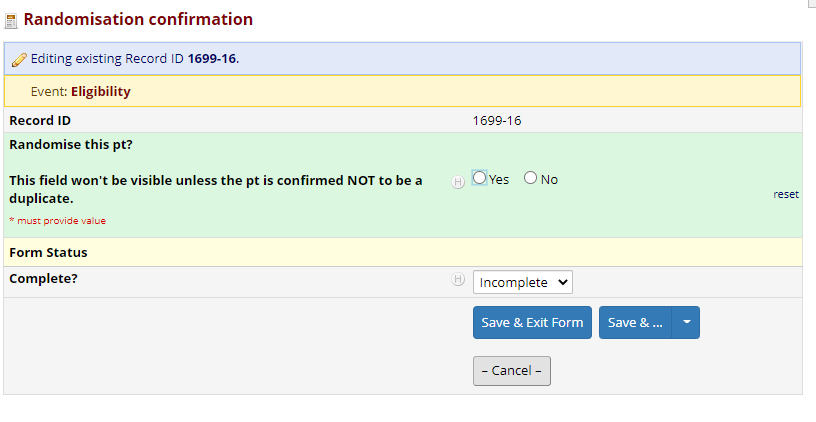 Randomisation confirmation
Editing existing Record ID 1699-16.
Event: Eligibility
Record ID 1699-16
Randomise this pt?
This field won't be visible unless the pt is confirmed NOT to be a
duplicate.
H Yes No
reset
* must provide value
Form Status
Complete? H Incomplete
Save & Exit Form Save & ...
– Cancel –